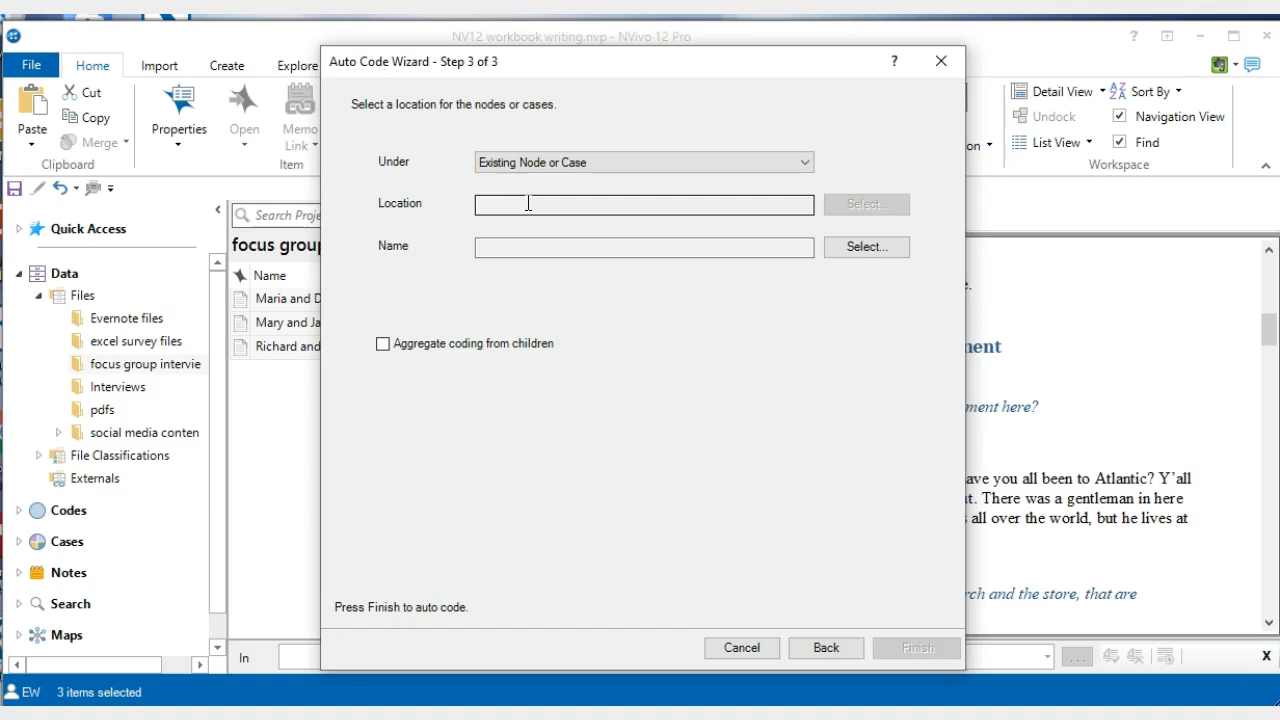 NV12 workbook writing.nvp - NVivo 12 Pro
File
Home
Import
Create
Explore
Paste
Cut
Copy
Merge
Clipboard
Properties
Open
Memo
Link
Item
Auto Code Wizard - Step 3 of 3
?
Select a location for the nodes or cases.
Under
Existing Node or Case
Location
Select...
Name
Select...
Aggregate coding from children
Press Finish to auto code.
Cancel
Back
Finish
Detail View
Sort By
Undock
Navigation View
on
List View
Find
Workspace
Quick Access
Data
Files
Evernote files
excel survey files
focus group intervie
Interviews
pdfs
social media conten
File Classifications
Externals
Codes
Cases
Notes
Search
Maps
Search Proje
focus group
Name
Maria and D
Mary and Ja
Richard and
e.
nent
ment here?
ave you all been to Atlantic? Y'all
t. There was a gentleman in here
s all over the world, but he lives at
rch and the store, that are
In
...
X
EW
3 items selected